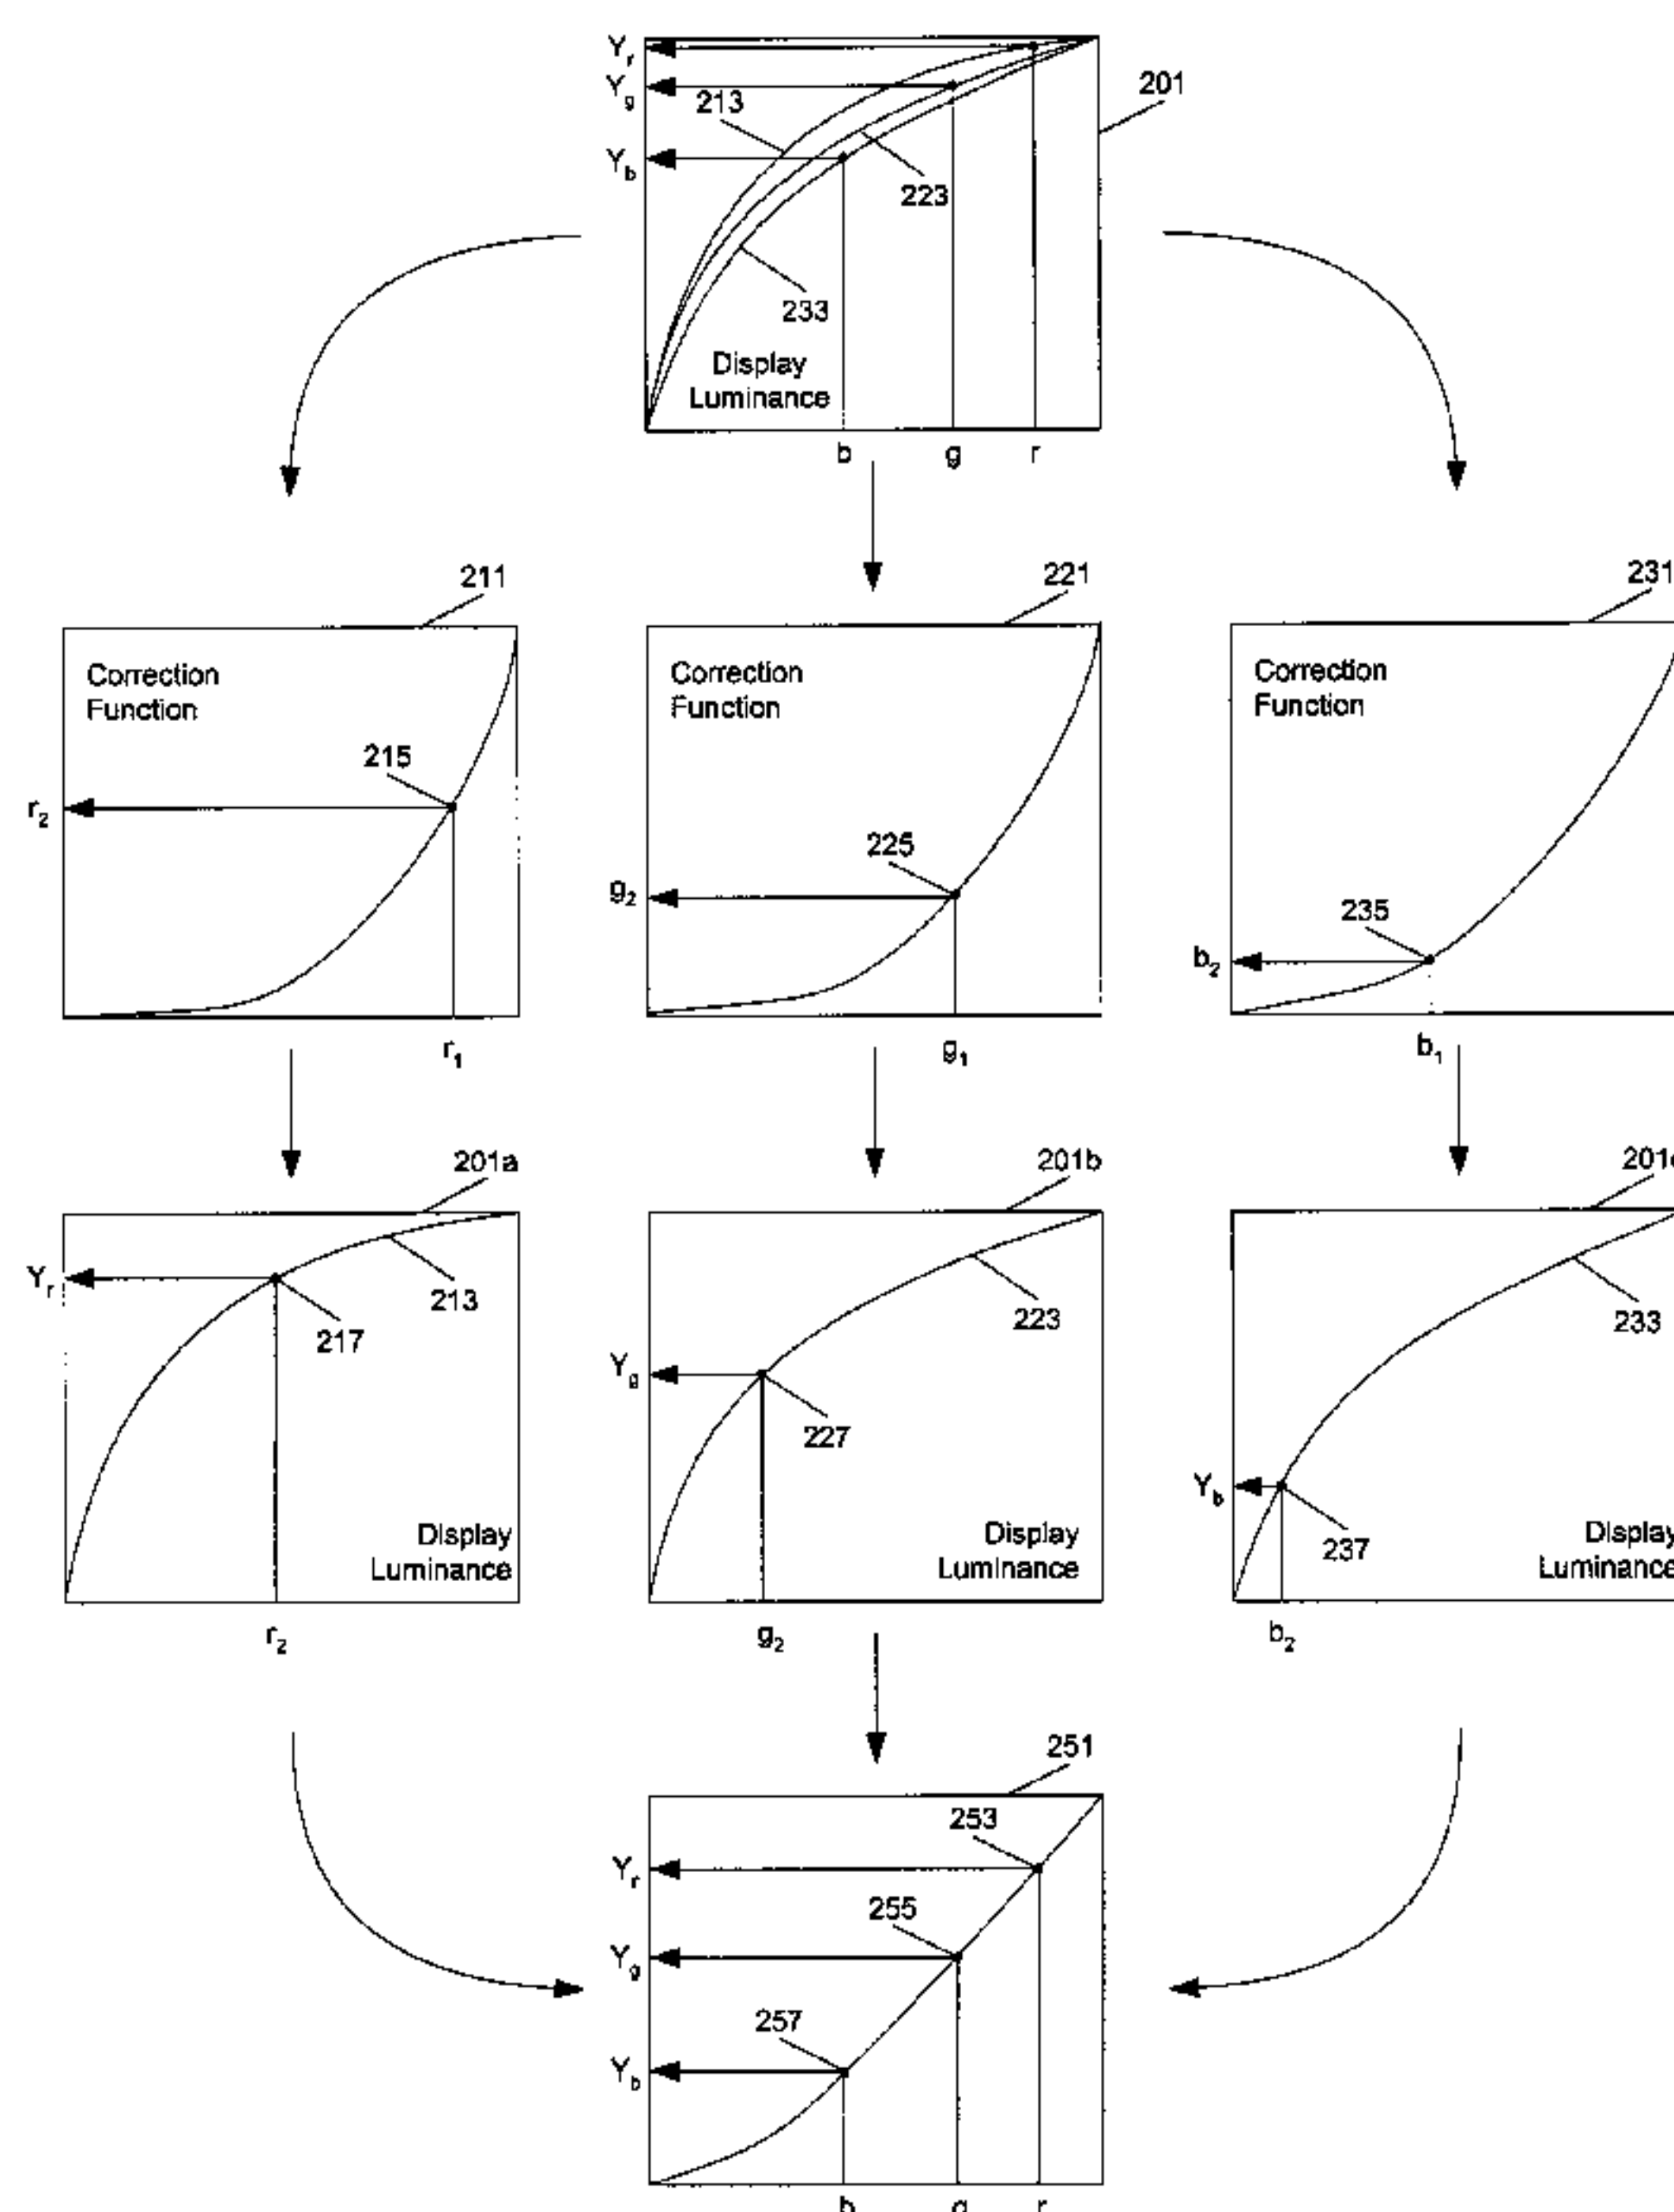 Yr
201
Yg
213
Yb
223
233
Display
Luminance
b g r
211
221
231
Correction
Function
Correction
Function
Correction
Function
215
r2
225
g2
235
b2
r1
g1
b1
201a
201b
201c
Yr
213
217
Yg
223
227
233
Yb
237
Display
Luminance
Display
Luminance
Display
Luminance
r2
g2
b2
251
253
Yr
255
Yg
257
Yb
b g r